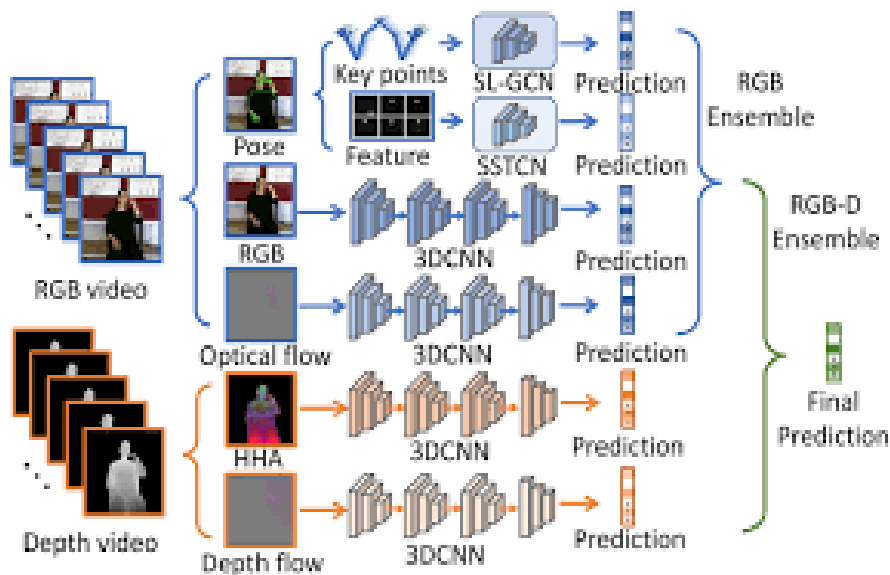 Key points
SL-GCN
Prediction
RGB
Ensemble
Pose
Feature
SSTCN
Prediction
RGB
3DCNN
Prediction
RGB-D
Ensemble
RGB video
Optical flow
3DCNN
Prediction
HHA
3DCNN
Prediction
Final
Prediction
Depth video
Depth flow
3DCNN
Prediction